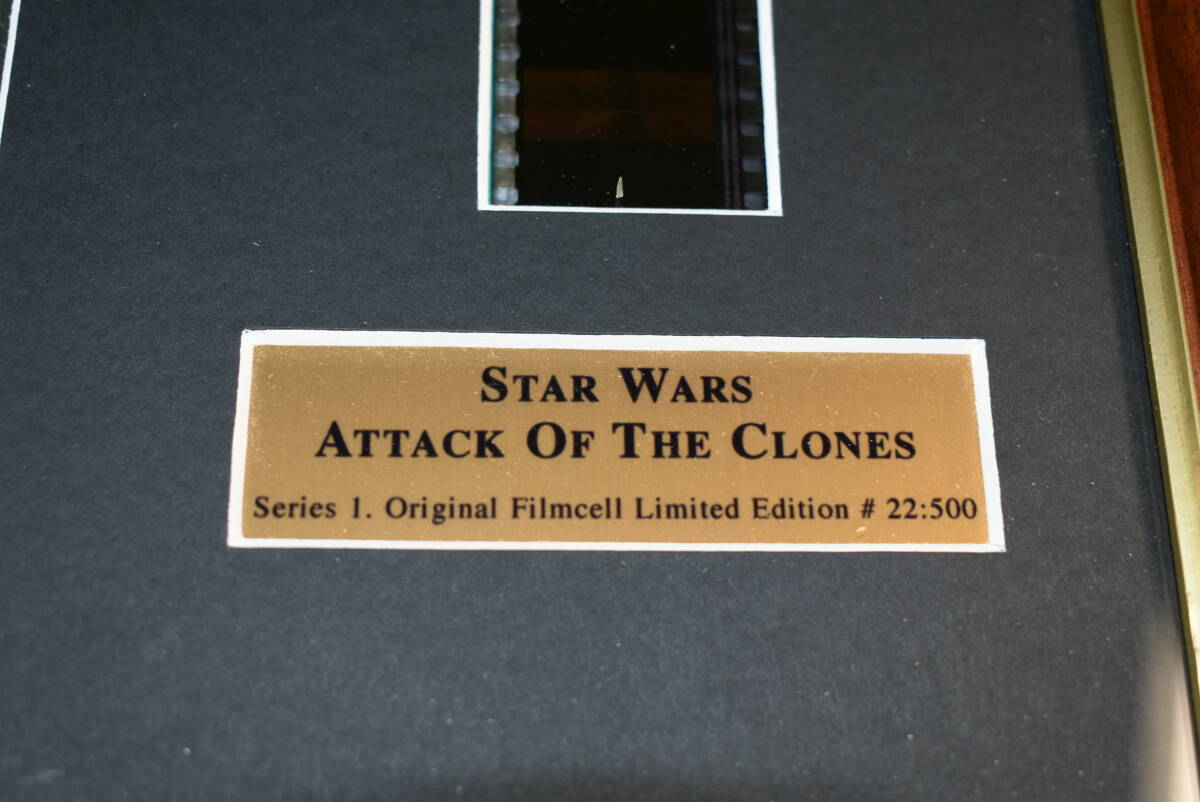 STAR WARS
ATTACK OF THE CLONES
Series 1. Original Filmcell Limited Edition # 22:500